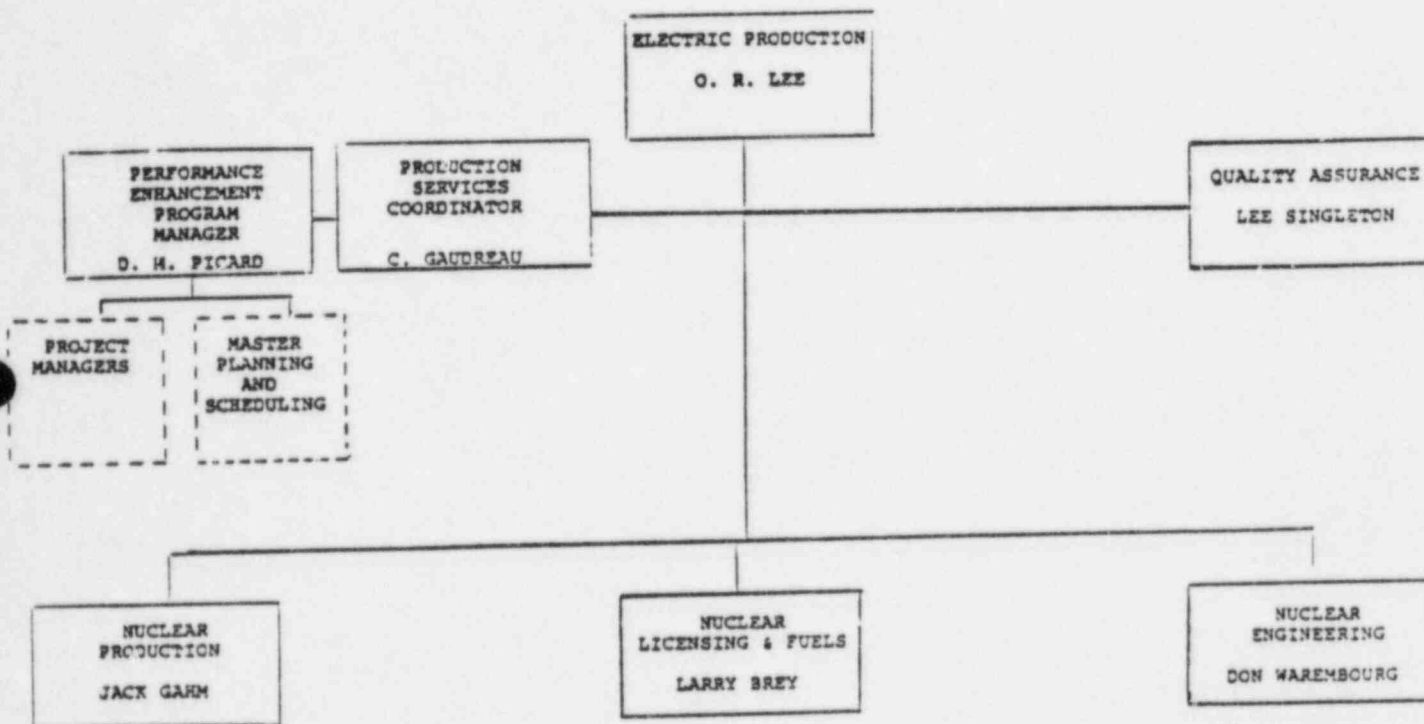 ELECTRIC PRODUCTION
O. R. LEE
PERFORMANCE
ENHANCEMENT
PROGRAM
MANAGER
D. H. PICARD
PRODUCTION
SERVICES
COORDINATOR
C. GAUDREAU
QUALITY ASSURANCE
LEE SINGLETON
PROJECT
MANAGERS
MASTER
PLANNING
AND
SCHEDULING
NUCLEAR
PRODUCTION
JACK GAHM
NUCLEAR
LICENSING & FUELS
LARRY BREY
NUCLEAR
ENGINEERING
DON WAREMBOURG